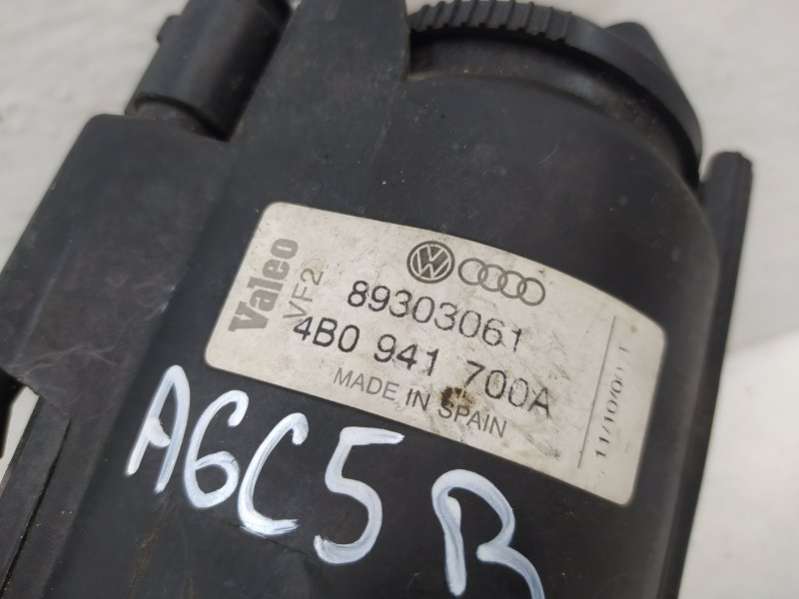 Valeo
VF2
89303061
4B0 941 700A
MADE IN SPAIN
A6C5 R